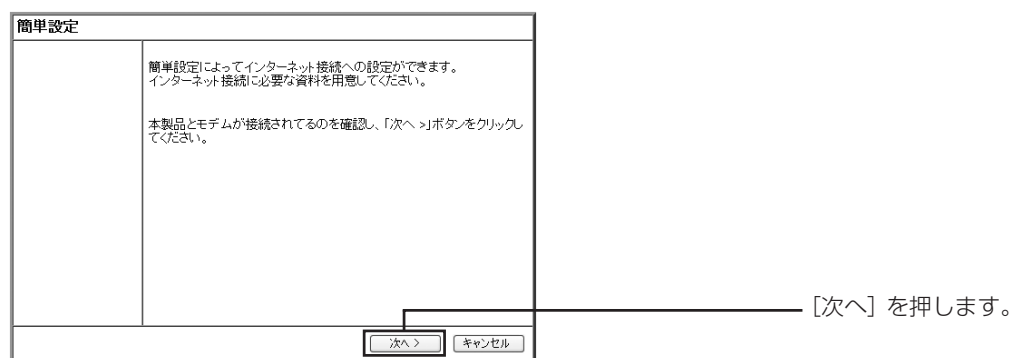 簡単設定
簡単設定によってインターネット接続への設定ができます。
インターネット接続に必要な資料を用意してください。
本製品とモデムが接続されてるのを確認し、「次へ >」ボタンをクリックし
てください。
[次へ] を押します。
次へ >
キャンセル